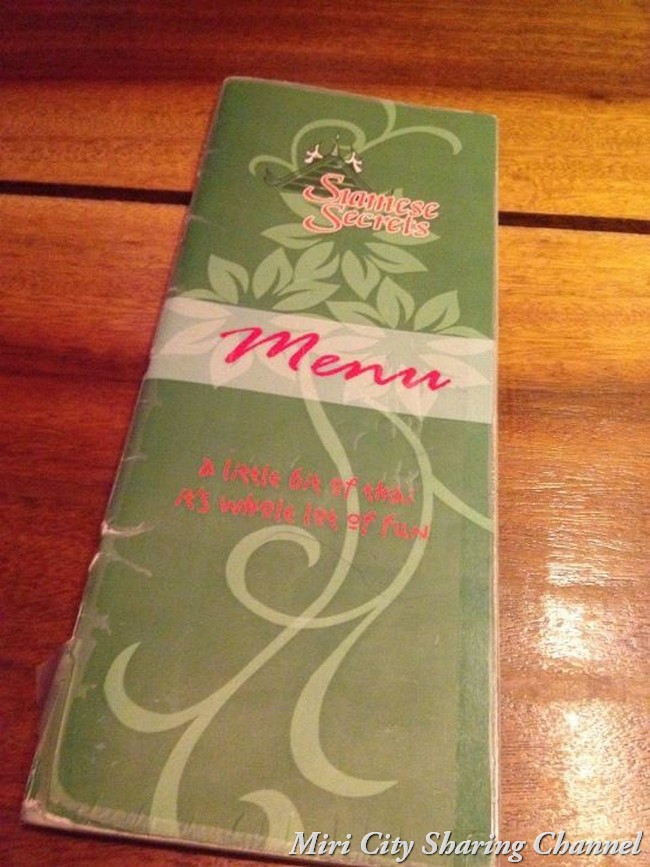 Siamese
Secrets
Menu
a little bit of thai
it's whole lot of fun
Miri City Sharing Channel